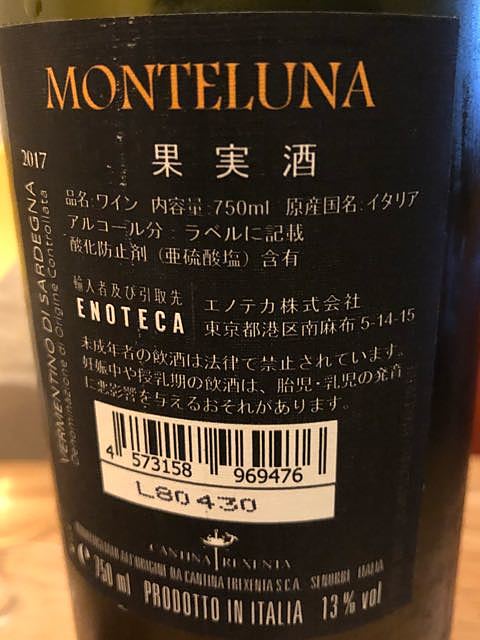 MONTELUNA
2017
果実酒
品名:ワイン 内容量:750ml 原産国名:イタリア
アルコール分:ラベルに記載
酸化防止剤（亜硫酸塩）含有
輸入者及び引取先
ENOTECA
エノテカ株式会社
東京都港区南麻布5-14-15
未成年者の飲酒は法律で禁止されています。
妊娠中や授乳期の飲酒は、胎児・乳児の発育
に悪影響を与えるおそれがあります。
VERMENTINO DI SARDEGNA
Denominazione di Origine Controllata
4 573158 969476
L80430
CANTINA TREXENTA
ALL'ORIGINE DA CANTINA TREXENTA S.C.A. SENORBI ITALIA
℮ 750 ml PRODOTTO IN ITALIA 13% vol